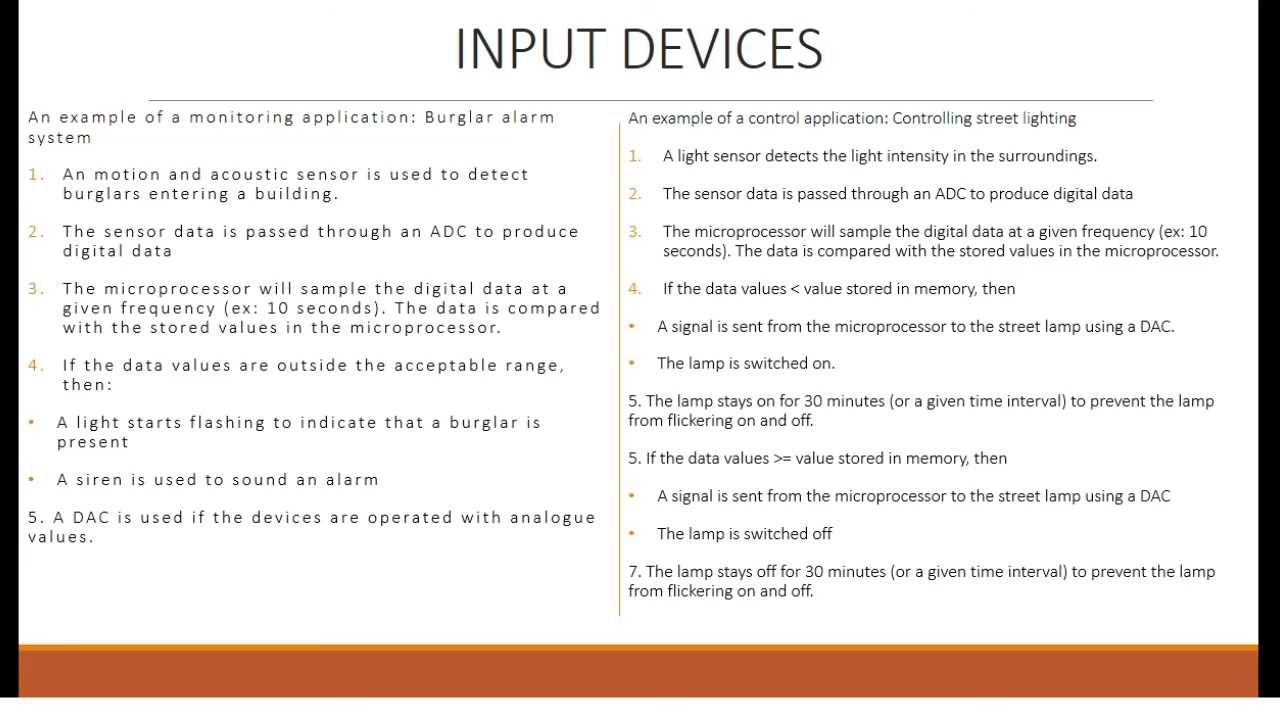 INPUT DEVICES
An example of a monitoring application: Burglar alarm
system
1. An motion and acoustic sensor is used to detect
burglars entering a building.
2. The sensor data is passed through an ADC to produce
digital data
3. The microprocessor will sample the digital data at a
given frequency (ex: 10 seconds). The data is compared
with the stored values in the microprocessor.
4. If the data values are outside the acceptable range,
then:
• A light starts flashing to indicate that a burglar is
present
• A siren is used to sound an alarm
5. A DAC is used if the devices are operated with analogue
values.
An example of a control application: Controlling street lighting
1. A light sensor detects the light intensity in the surroundings.
2. The sensor data is passed through an ADC to produce digital data
3. The microprocessor will sample the digital data at a given frequency (ex: 10
seconds). The data is compared with the stored values in the microprocessor.
4. If the data values < value stored in memory, then
• A signal is sent from the microprocessor to the street lamp using a DAC.
• The lamp is switched on.
5. The lamp stays on for 30 minutes (or a given time interval) to prevent the lamp
from flickering on and off.
5. If the data values >= value stored in memory, then
• A signal is sent from the microprocessor to the street lamp using a DAC
• The lamp is switched off
7. The lamp stays off for 30 minutes (or a given time interval) to prevent the lamp
from flickering on and off.